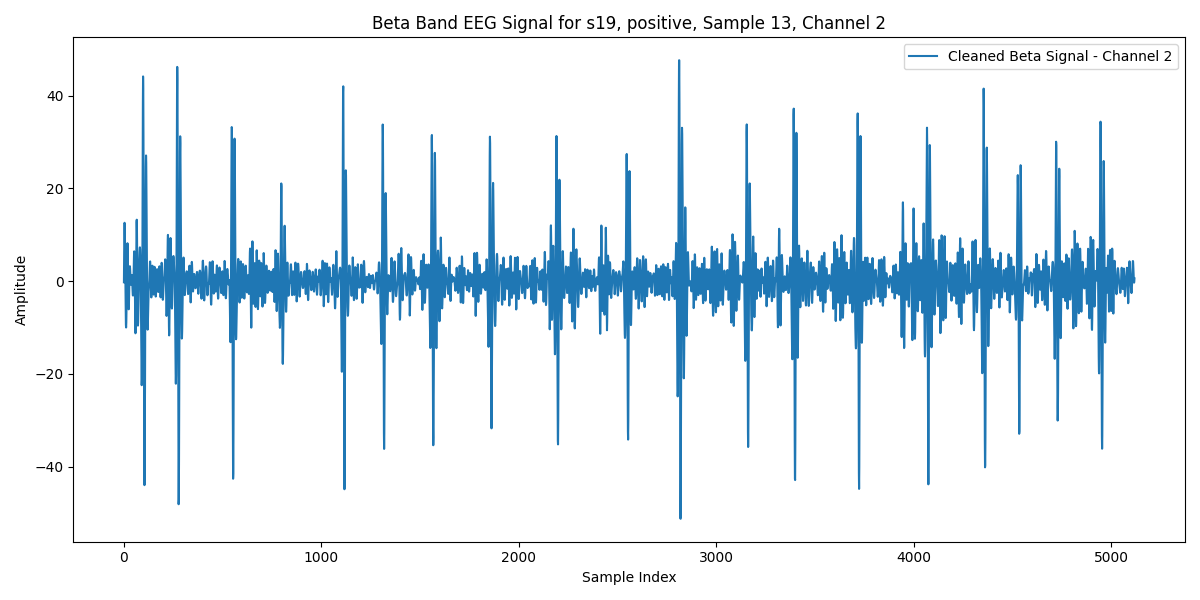 Beta Band EEG Signal for s19, positive, Sample 13, Channel 2
Cleaned Beta Signal - Channel 2
Amplitude
40
20
0
−20
−40
0 1000 2000 3000 4000 5000
Sample Index